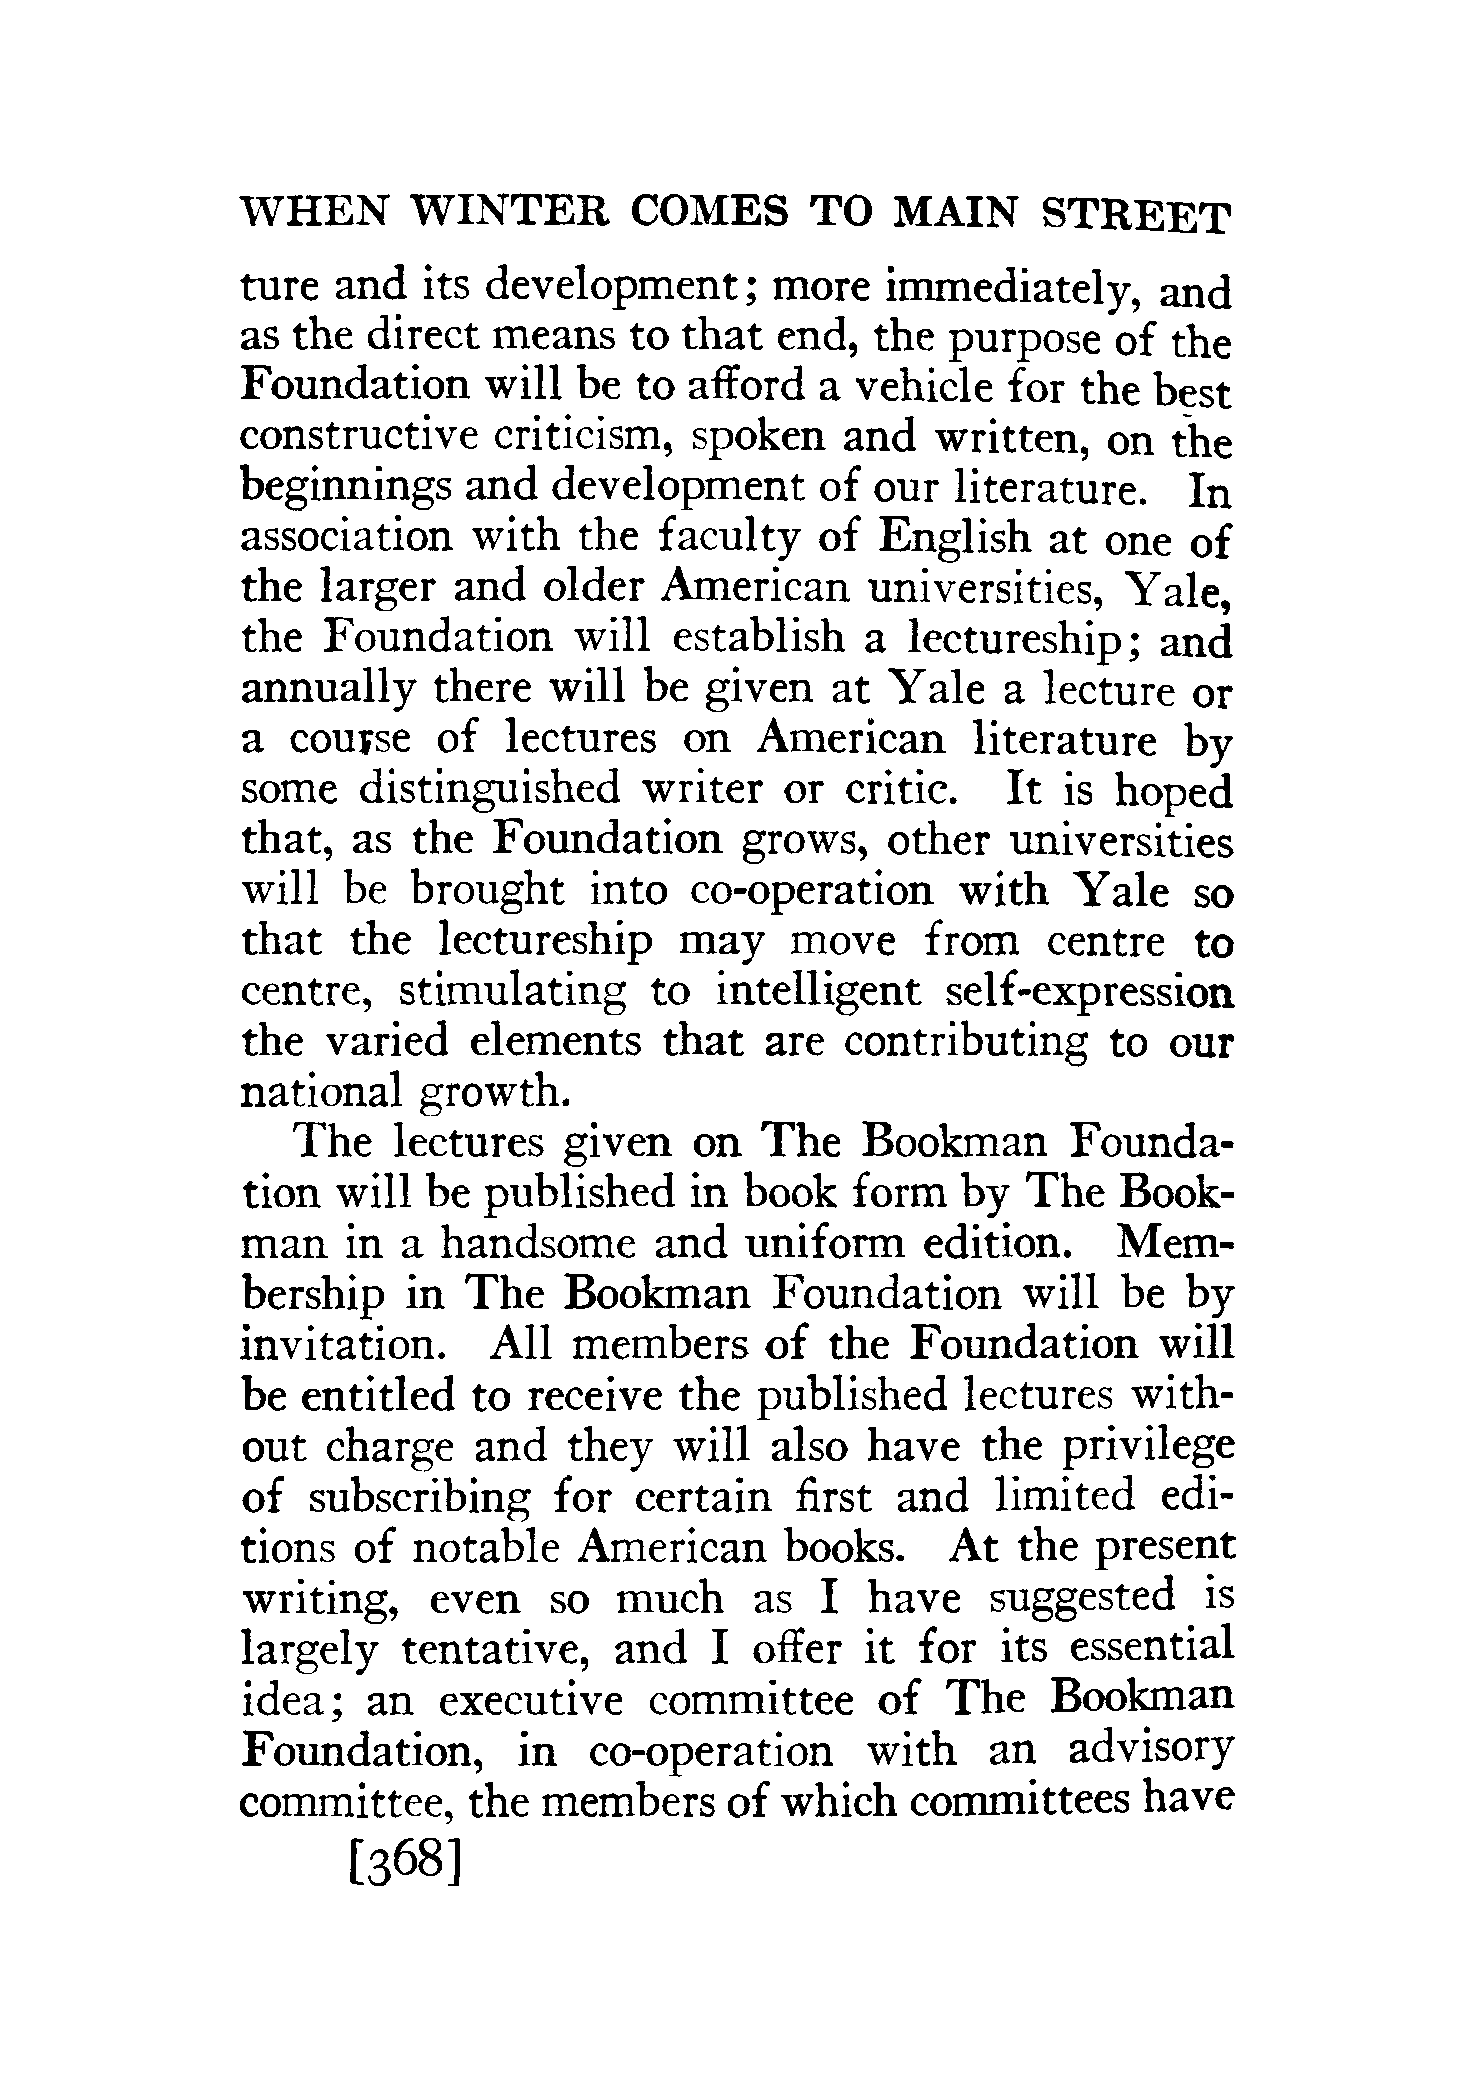 WHEN WINTER COMES TO MAIN STREET
ture and its development; more immediately, and
as the direct means to that end, the purpose of the
Foundation will be to afford a vehicle for the best
constructive criticism, spoken and written, on the
beginnings and development of our literature. In
association with the faculty of English at one of
the larger and older American universities, Yale,
the Foundation will establish a lectureship; and
annually there will be given at Yale a lecture or
a course of lectures on American literature by
some distinguished writer or critic. It is hoped
that, as the Foundation grows, other universities
will be brought into co-operation with Yale so
that the lectureship may move from centre to
centre, stimulating to intelligent self-expression
the varied elements that are contributing to our
national growth.
The lectures given on The Bookman Founda-
tion will be published in book form by The Book-
man in a handsome and uniform edition. Mem-
bership in The Bookman Foundation will be by
invitation. All members of the Foundation will
be entitled to receive the published lectures with-
out charge and they will also have the privilege
of subscribing for certain first and limited edi-
tions of notable American books. At the present
writing, even so much as I have suggested is
largely tentative, and I offer it for its essential
idea; an executive committee of The Bookman
Foundation, in co-operation with an advisory
committee, the members of which committees have
[368]